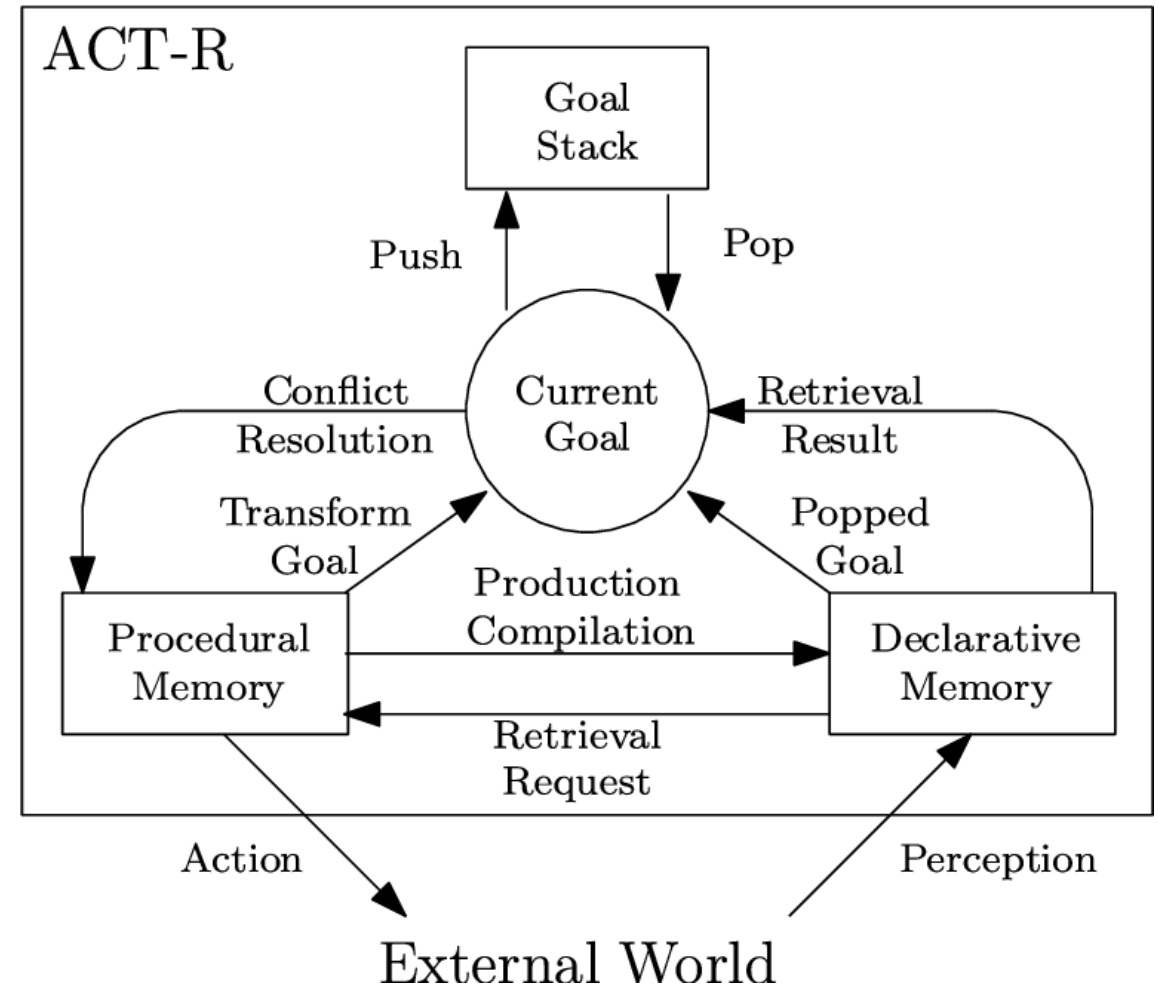 ACT-R
Goal
Stack
Push
Pop
Conflict
Resolution
Current
Goal
Retrieval
Result
Transform
Goal
Popped
Goal
Production
Compilation
Procedural
Memory
Declarative
Memory
Retrieval
Request
Action
Perception
External World